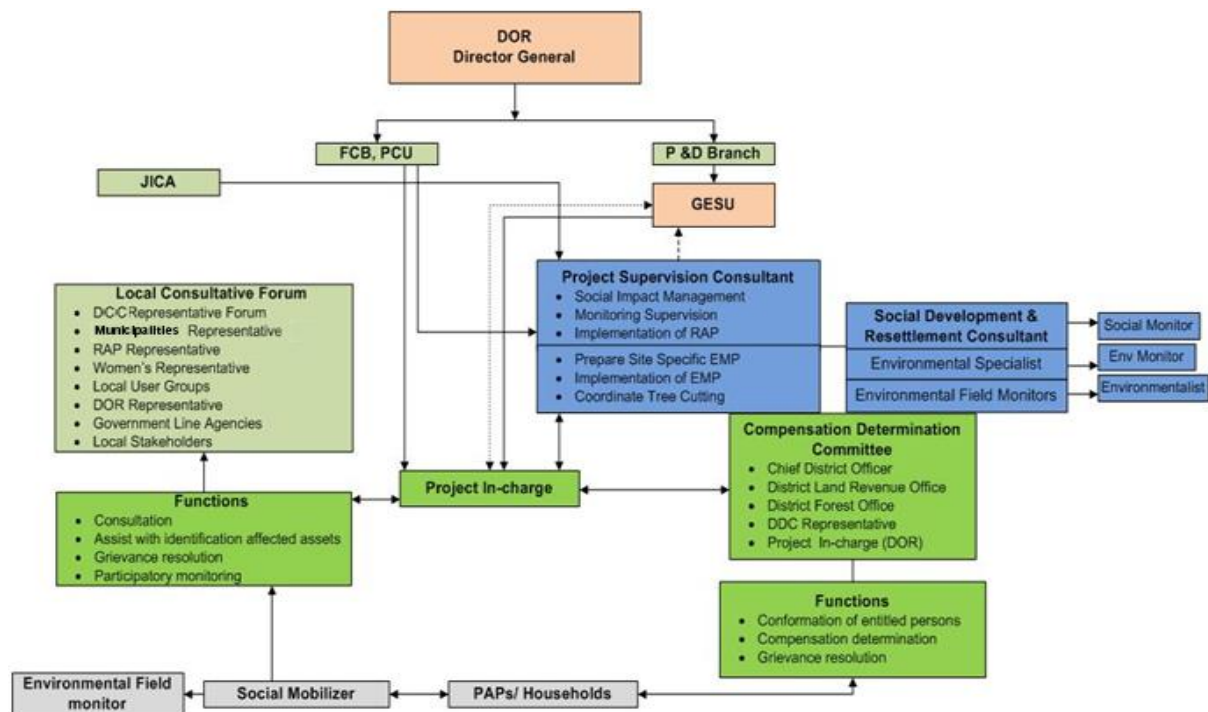 DOR
Director General
FCB, PCU
P &D Branch
JICA
GESU
Project Supervision Consultant
• Social Impact Management
• Monitoring Supervision
• Implementation of RAP
• Prepare Site Specific EMP
• Implementation of EMP
• Coordinate Tree Cutting
Social Development &
Resettlement Consultant
Environmental Specialist
Environmental Field Monitors
Social Monitor
Env Monitor
Environmentalist
Local Consultative Forum
• DCC Representative Forum
• Municipalities Representative
• RAP Representative
• Women's Representative
• Local User Groups
• DOR Representative
• Government Line Agencies
• Local Stakeholders
Compensation Determination
Committee
• Chief District Officer
• District Land Revenue Office
• District Forest Office
• DDC Representative
• Project In-charge (DOR)
Project In-charge
Functions
• Consultation
• Assist with identification affected assets
• Grievance resolution
• Participatory monitoring
Functions
• Conformation of entitled persons
• Compensation determination
• Grievance resolution
Environmental Field
monitor
Social Mobilizer
PAPs/ Households